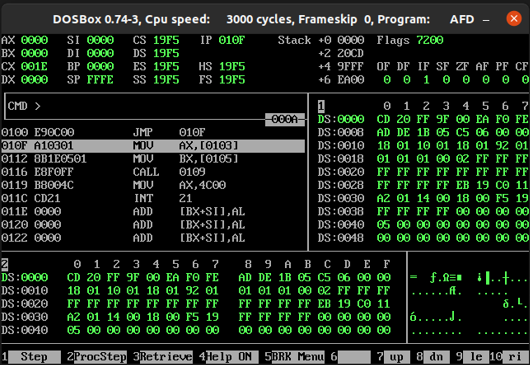 DOSBox 0.74-3, Cpu speed: 3000 cycles, Frameskip 0, Program: AFD
AX 0000 SI 0000 CS 19F5 IP 010F Stack +0 0000 Flags 7200
BX 0000 DI 0000 DS 19F5 +2 20CD
CX 001E BP 0000 ES 19F5 HS 19F5 +4 9FFF OF DF IF SF ZF AF PF CF
DX 0000 SP FFFE SS 19F5 FS 19F5 +6 EA00 0 0 1 0 0 0 0 0
CMD >
000A
1 0 1 2 3 4 5 6 7
DS:0000 CD 20 FF 9F 00 EA F0 FE
0100 E90C00 JMP 010F DS:0008 AD DE 1B 05 C5 06 00 00
010F A10301 MOV AX,[0103] DS:0010 18 01 10 01 18 01 92 01
0112 8B1E0501 MOV BX,[0105] DS:0018 01 01 01 00 02 FF FF FF
0116 E8F0FF CALL 0109 DS:0020 FF FF FF FF FF FF FF FF
0119 B8004C MOV AX,4C00 DS:0028 FF FF FF FF EB 19 C0 11
011C CD21 INT 21 DS:0030 A2 01 14 00 18 00 F5 19
011E 0000 ADD [BX+SI],AL DS:0038 FF FF FF FF 00 00 00 00
0120 0000 ADD [BX+SI],AL DS:0040 05 00 00 00 00 00 00 00
0122 0000 ADD [BX+SI],AL DS:0048 00 00 00 00 00 00 00 00
2 0 1 2 3 4 5 6 7 8 9 A B C D E F
DS:0000 CD 20 FF 9F 00 EA F0 FE AD DE 1B 05 C5 06 00 00
DS:0010 18 01 10 01 18 01 92 01 01 01 01 00 02 FF FF FF
DS:0020 FF FF FF FF FF FF FF FF FF FF FF FF EB 19 C0 11
DS:0030 A2 01 14 00 18 00 F5 19 FF FF FF FF 00 00 00 00
DS:0040 05 00 00 00 00 00 00 00 00 00 00 00 00 00 00 00
1 Step 2ProcStep 3Retrieve 4Help ON 5BRK Menu 6 7 up 8 dn 9 le 10 ri